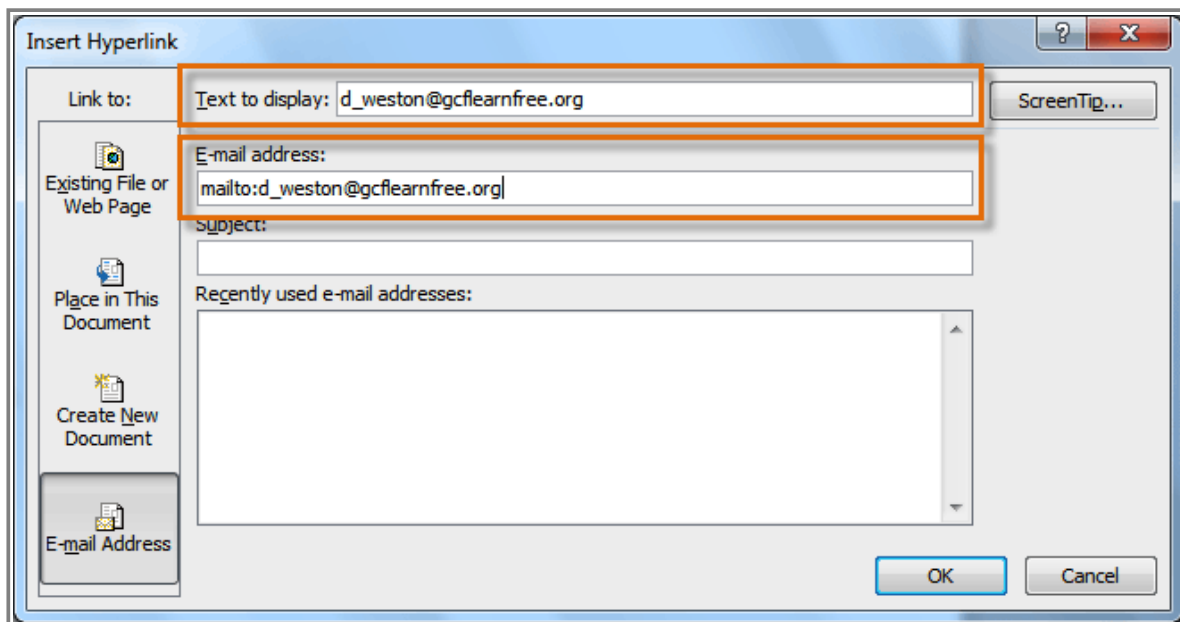 Insert Hyperlink
Link to:
Text to display: d_weston@gcflearnfree.org
ScreenTip...
Existing File or
Web Page
E-mail address:
mailto:d_weston@gcflearnfree.org
Subject:
Place in This
Document
Recently used e-mail addresses:
Create New
Document
E-mail Address
OK
Cancel